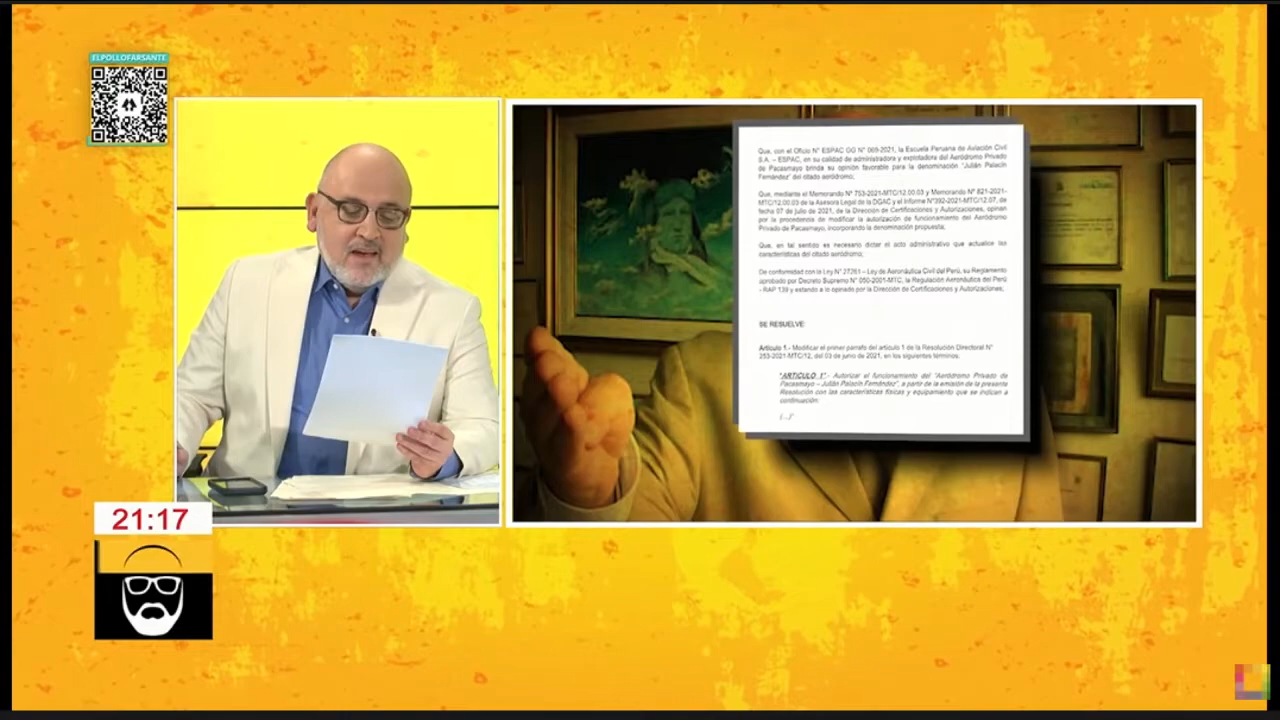 ELPOLLOFARSANTE
Que, con el Oficio N° ESPAC GG N° 069-2021, la Escuela Peruana de Aviación Civil
S.A. – ESPAC, en su calidad de administradora y explotadora del Aeródromo Privado
de Pacasmayo brinda su opinión favorable para la denominación "Julián Palacín
Fernández" del citado aeródromo;
Que, mediante el Memorando N° 753-2021-MTC/12.00.03 y Memorando N° 821-2021-
MTC/12.00.03 de la Asesora Legal de la DGAC y el Informe N°392-2021-MTC/12.07, de
fecha 07 de julio de 2021, de la Dirección de Certificaciones y Autorizaciones, opinan
por la procedencia de modificar la autorización de funcionamiento del Aeródromo
Privado de Pacasmayo, incorporando la denominación propuesta;
Que, en tal sentido es necesario dictar el acto administrativo que actualice las
características del citado aeródromo;
De conformidad con la Ley N° 27261 – Ley de Aeronáutica Civil del Perú, su Reglamento
aprobado por Decreto Supremo N° 050-2001-MTC, la Regulación Aeronáutica del Perú
- RAP 139 y estando a lo opinado por la Dirección de Certificaciones y Autorizaciones;
SE RESUELVE:
Artículo 1.- Modificar el primer párrafo del artículo 1 de la Resolución Directoral N°
253-2021-MTC/12, del 03 de junio de 2021, en los siguientes términos:
"ARTÍCULO 1°.- Autorizar el funcionamiento del "Aeródromo Privado de
Pacasmayo – Julián Palacín Fernández", a partir de la emisión de la presente
Resolución con las características físicas y equipamiento que se indican a
continuación:
(...)"
21:17